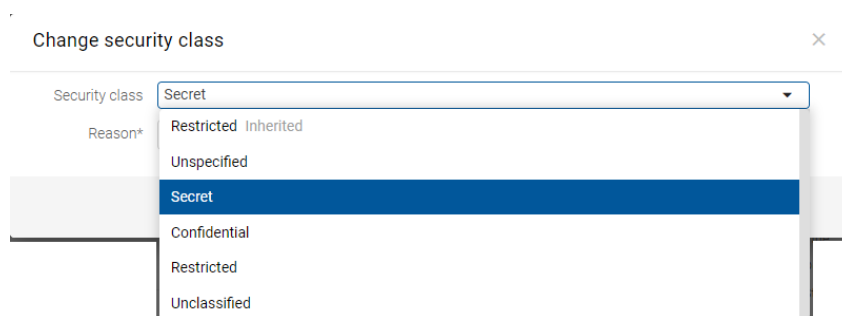 Change security class
Security class Secret
Restricted Inherited
Reason*
Unspecified
Secret
Confidential
Restricted
Unclassified